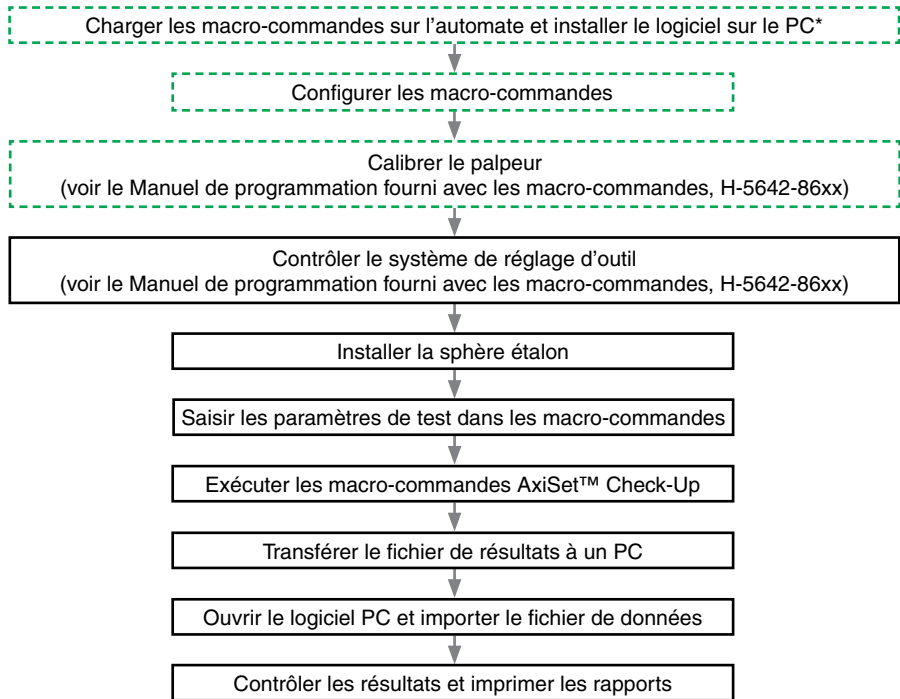 Charger les macro-commandes sur l’automate et installer le logiciel sur le PC*
Configurer les macro-commandes
Calibrer le palpeur
(voir le Manuel de programmation fourni avec les macro-commandes, H-5642-86xx)
Contrôler le système de réglage d’outil
(voir le Manuel de programmation fourni avec les macro-commandes, H-5642-86xx)
Installer la sphère étalon
Saisir les paramètres de test dans les macro-commandes
Exécuter les macro-commandes AxiSet™ Check-Up
Transférer le fichier de résultats à un PC
Ouvrir le logiciel PC et importer le fichier de données
Contrôler les résultats et imprimer les rapports